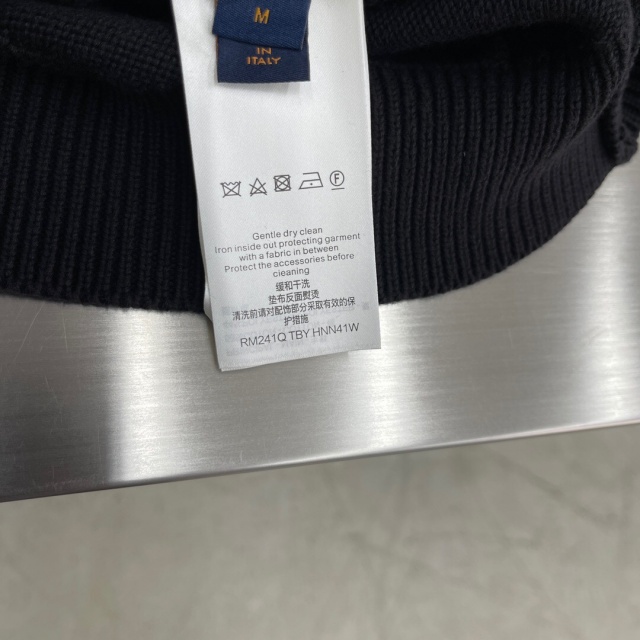 M
IN
ITALY
F
Gentle dry clean
Iron inside out protecting garment
with a fabric in between
Protect the accessories before
cleaning
缓和干洗
垫布反面熨烫
清洗前请对配饰部分采取有效的保
护措施
RM241Q TBY HNN41W